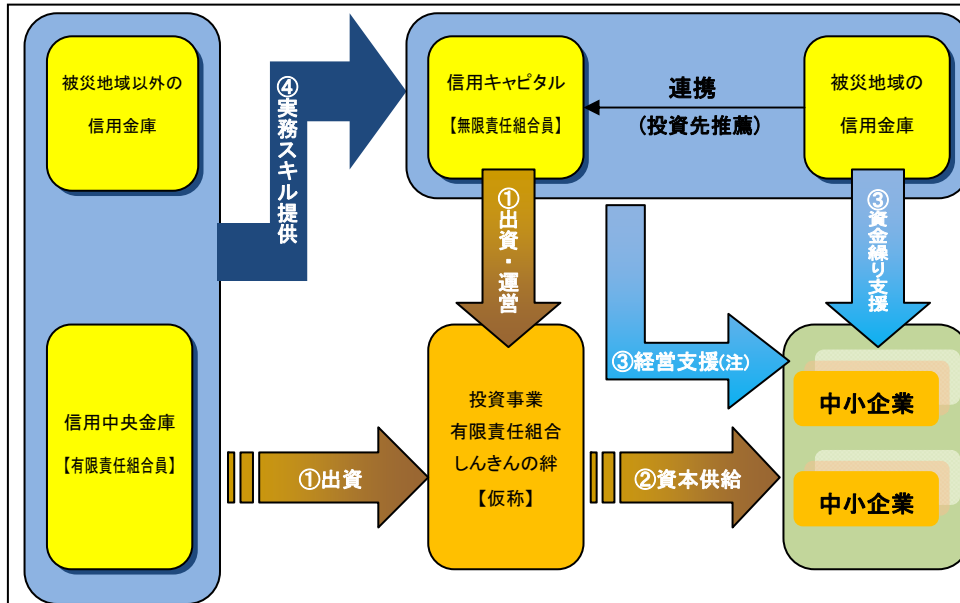 被災地域以外の
信用金庫
④実務スキル提供
信用キャピタル
【無限責任組合員】
連携
(投資先推薦)
被災地域の
信用金庫
①出資・運営
③資金繰り支援
③経営支援(注)
信用中央金庫
【有限責任組合員】
①出資
投資事業
有限責任組合
しんきんの絆
【仮称】
②資本供給
中小企業
中小企業